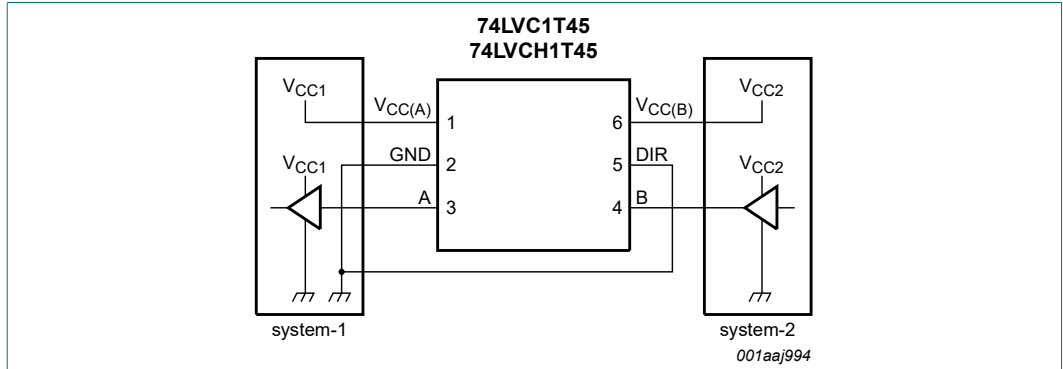 74LVC1T45
74LVCH1T45
VCC1
VCC(A)
1
6
VCC(B)
VCC2
GND
2
5
DIR
VCC1
VCC2
A
3
4
B
system-1
system-2
001aaj994